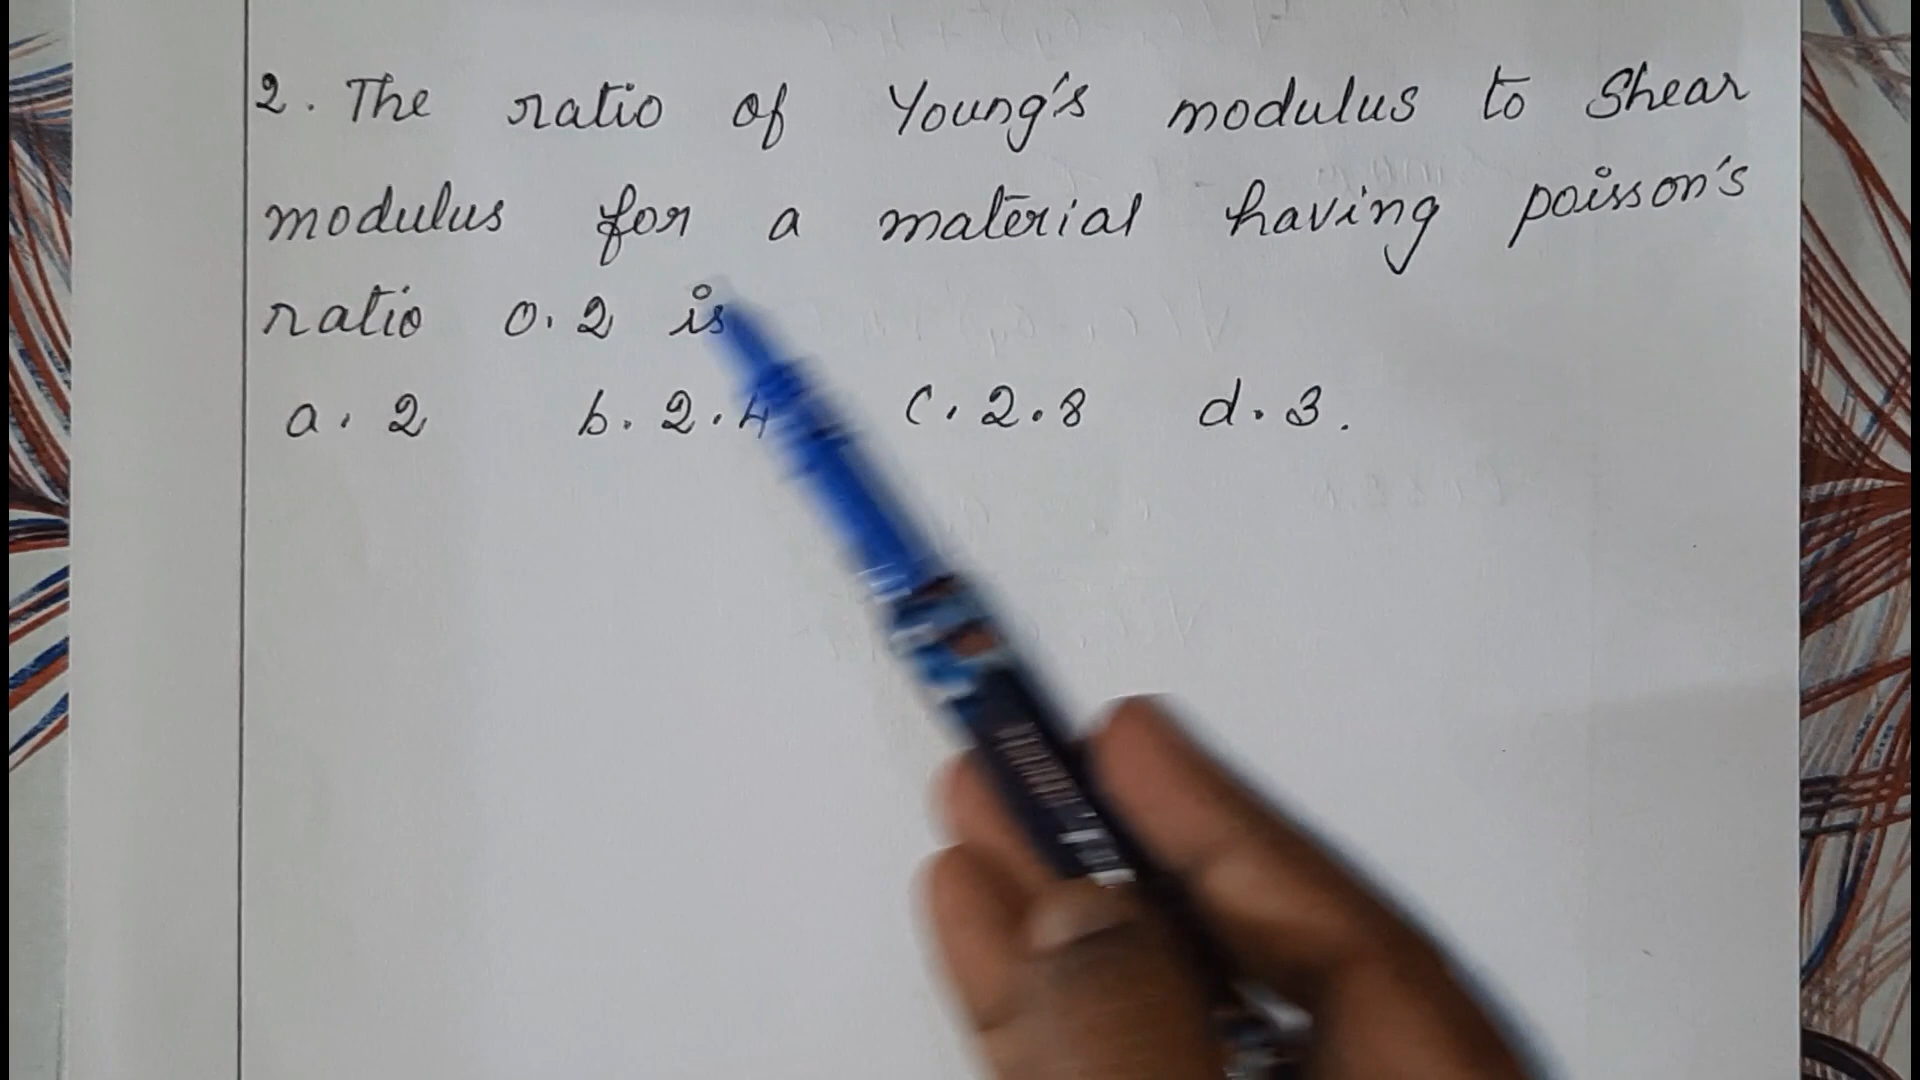 2. The ratio of Young's modulus to Shear
modulus for a material having poisson's
ratio 0.2 is
a. 2 b. 2.4 c. 2.8 d. 3.